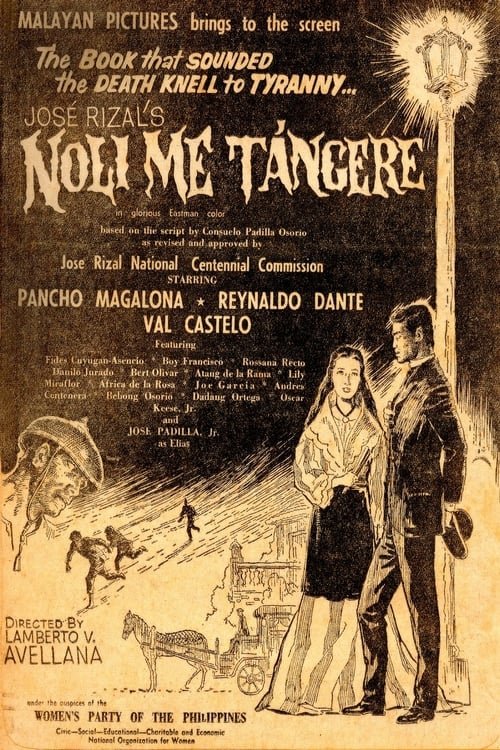 MALAYAN PICTURES brings to the screen
The BOOK that SOUNDED
the DEATH KNELL to TYRANNY...
JOSÉ RIZAL'S
NOLI ME TÁNGERE
in glorious Eastman color
based on the script by Consuelo Padilla Osorio
as revised and approved by
Jose Rizal National Centennial Commission
STARRING
PANCHO MAGALONA ★ REYNALDO DANTE
VAL CASTELO
Featuring
Fides Cuyugan-Asencio * Boy Francisco * Rossana Recto
Danilo Jurado * Bert Olivar * Atang de la Rama * Lily
Miraflor * Africa de la Rosa * Joe Garcia * Andres
Centenera * Bebong Osorio * Dadang Ortega * Oscar
Keese, Jr.
and
JOSE PADILLA, Jr.
as Elias
DIRECTED BY
LAMBERTO V.
AVELLANA
under the auspices of the
WOMEN'S PARTY OF THE PHILIPPINES
Civic—Social—Educational—Charitable and Economic
National Organization for Women